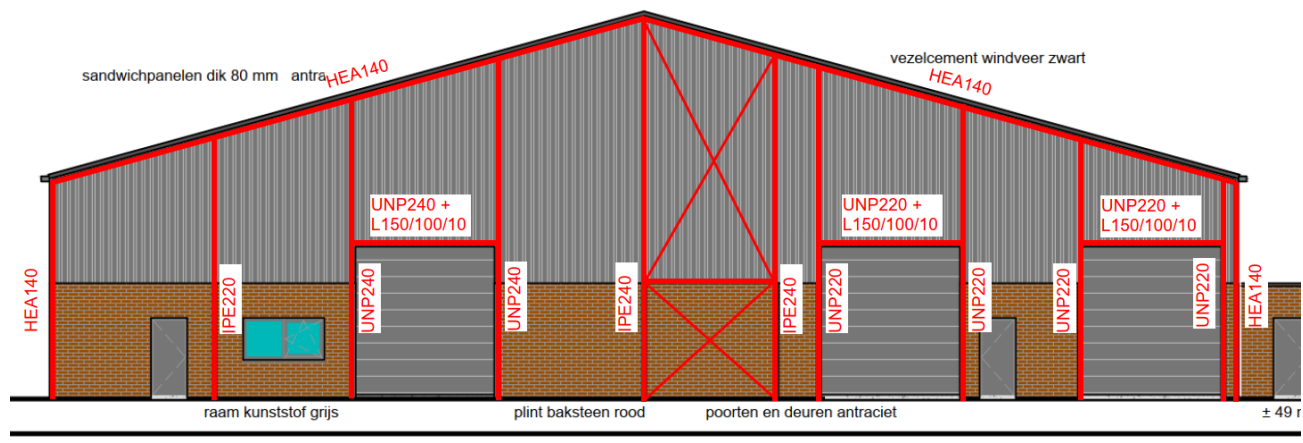 sandwichpanelen dik 80 mm antra
HEA140
vezelcement windveer zwart
HEA140
UNP240 +
L150/100/10
UNP220 +
L150/100/10
UNP220 +
L150/100/10
HEA140
IPE220
UNP240
UNP240
IPE240
IPE240
UNP220
UNP220
UNP220
UNP220
HEA140
raam kunststof grijs
plint baksteen rood
poorten en deuren antraciet
± 49